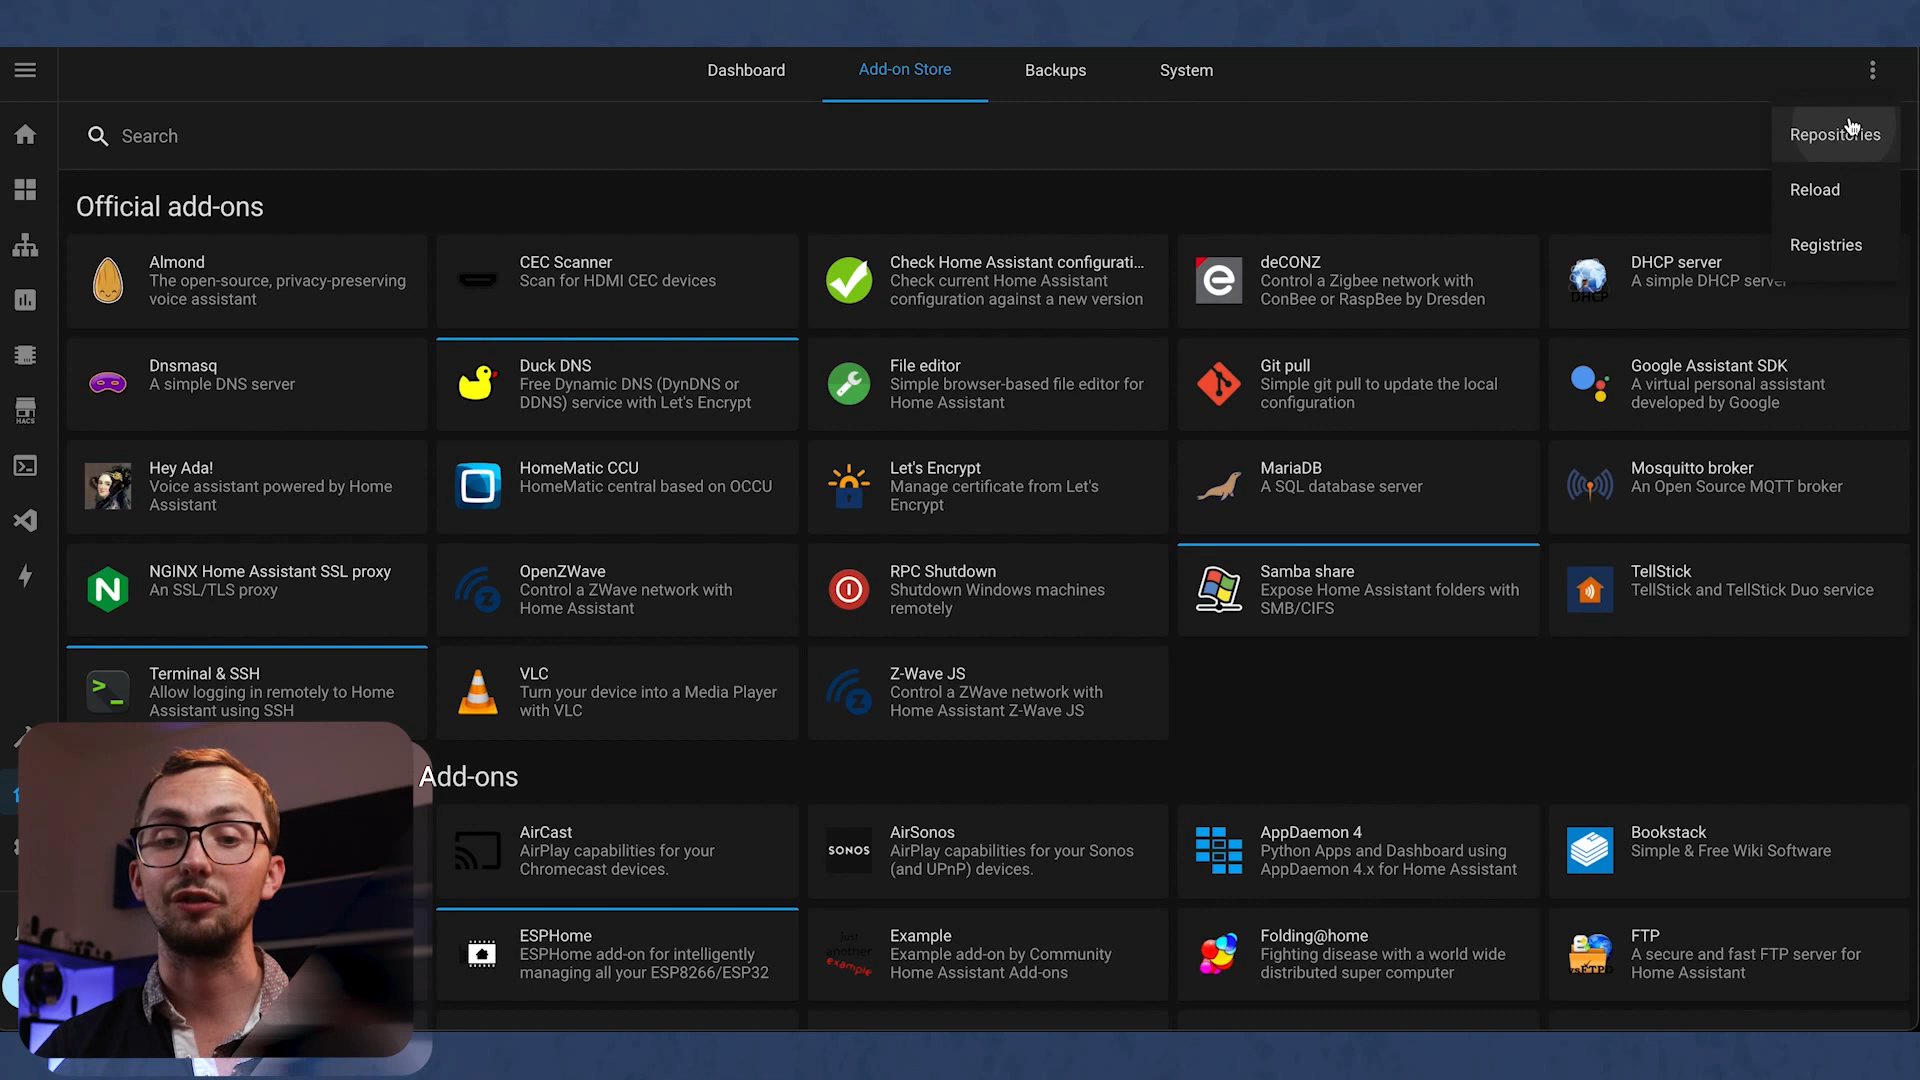 Dashboard
Add-on Store
Backups
System
Search
Repositories
Reload
Registries
Official add-ons
Almond
The open-source, privacy-preserving
voice assistant
CEC Scanner
Scan for HDMI CEC devices
Check Home Assistant configurati...
Check current Home Assistant
configuration against a new version
deCONZ
Control a Zigbee network with
ConBee or RaspBee by Dresden
DHCP
DHCP server
A simple DHCP server
Dnsmasq
A simple DNS server
Duck DNS
Free Dynamic DNS (DynDNS or
DDNS) service with Let's Encrypt
File editor
Simple browser-based file editor for
Home Assistant
Git pull
Simple git pull to update the local
configuration
Google Assistant SDK
A virtual personal assistant
developed by Google
HACS
Hey Ada!
Voice assistant powered by Home
Assistant
HomeMatic CCU
HomeMatic central based on OCCU
Let's Encrypt
Manage certificate from Let's
Encrypt
MariaDB
A SQL database server
Mosquitto broker
An Open Source MQTT broker
N
NGINX Home Assistant SSL proxy
An SSL/TLS proxy
OpenZWave
Control a ZWave network with
Home Assistant
RPC Shutdown
Shutdown Windows machines
remotely
Samba share
Expose Home Assistant folders with
SMB/CIFS
TellStick
TellStick and TellStick Duo service
Terminal & SSH
Allow logging in remotely to Home
Assistant using SSH
VLC
Turn your device into a Media Player
with VLC
Z-Wave JS
Control a ZWave network with
Home Assistant Z-Wave JS
Add-ons
AirCast
AirPlay capabilities for your
Chromecast devices.
SONOS
AirSonos
AirPlay capabilities for your Sonos
(and UPnP) devices.
AppDaemon 4
Python Apps and Dashboard using
AppDaemon 4.x for Home Assistant
Bookstack
Simple & Free Wiki Software
ESPHome
ESPHome add-on for intelligently
managing all your ESP8266/ESP32
just
another
example
Example
Example add-on by Community
Home Assistant Add-ons
Folding@home
Fighting disease with a world wide
distributed super computer
FTP
A secure and fast FTP server for
Home Assistant